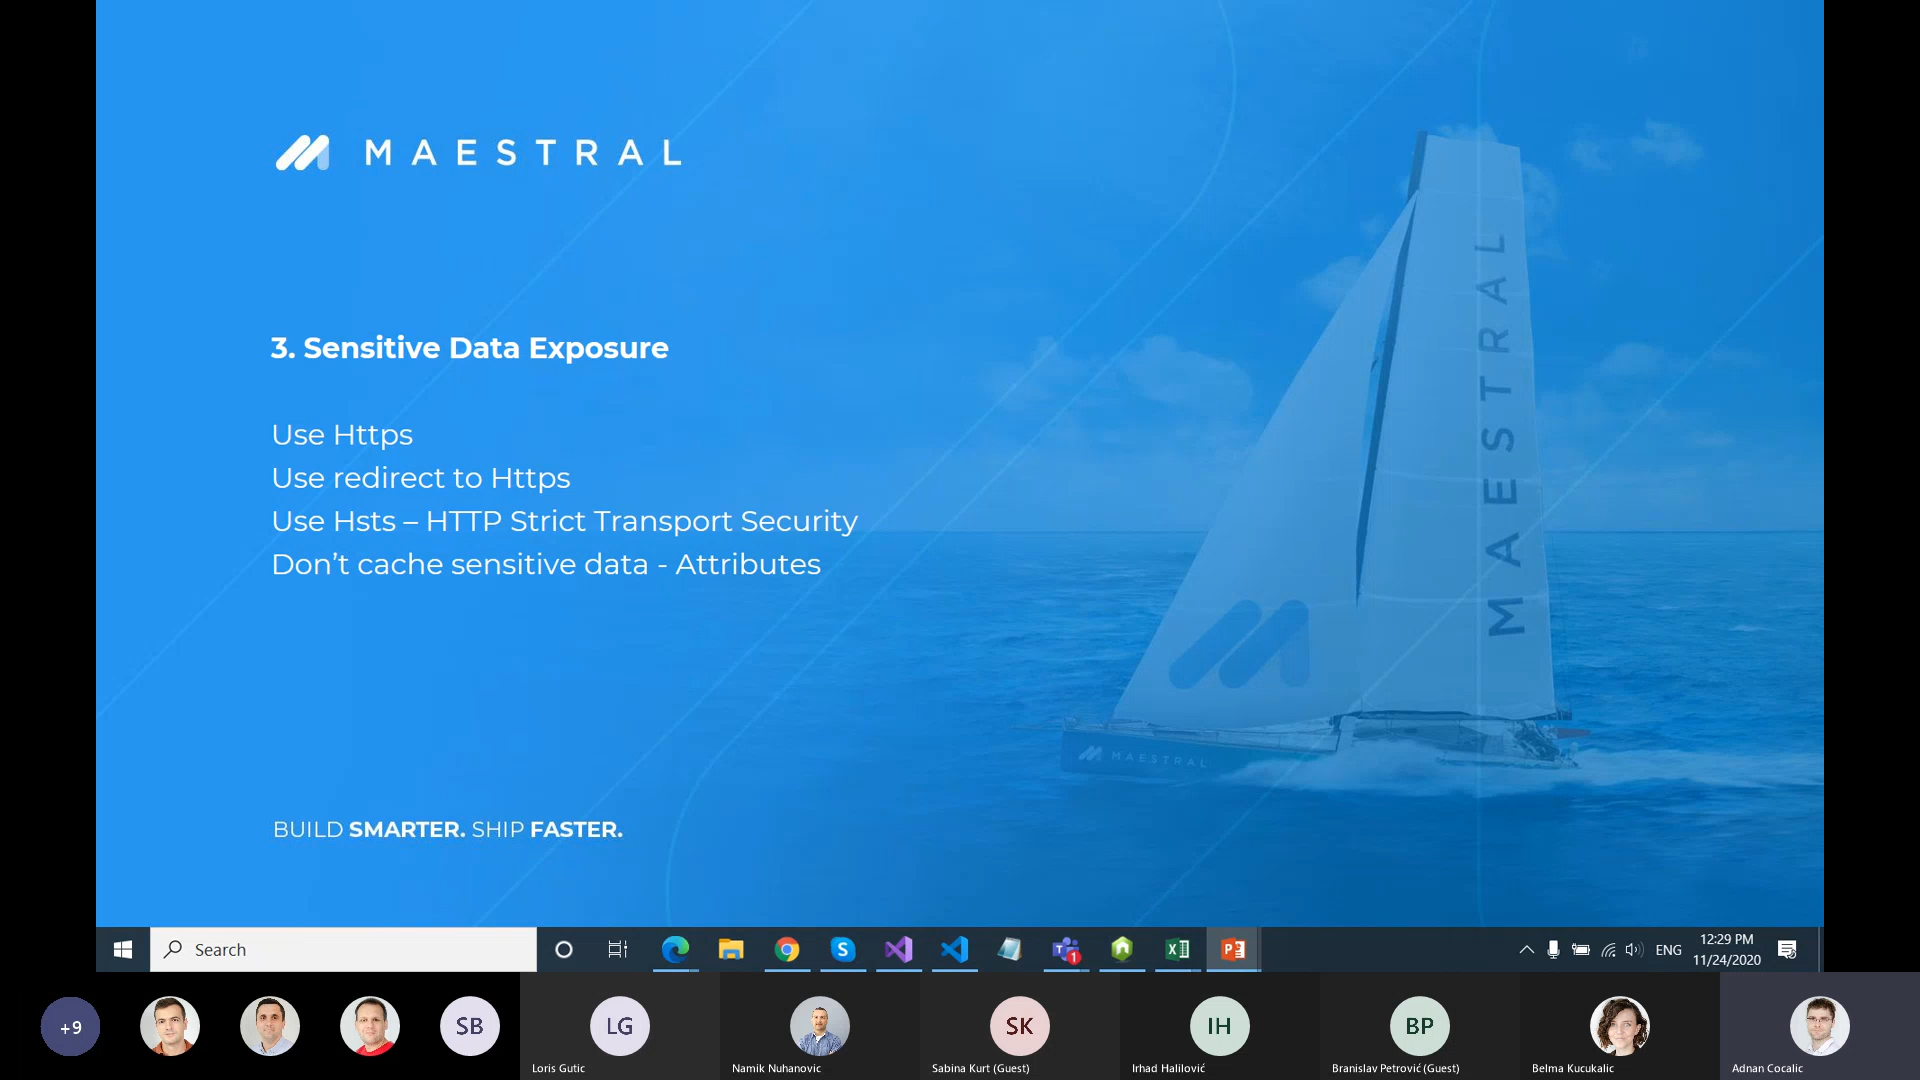 MAESTRAL
3. Sensitive Data Exposure
Use Https
Use redirect to Https
Use Hsts – HTTP Strict Transport Security
Don’t cache sensitive data - Attributes
MAESTRAL
MAESTRAL
BUILD SMARTER. SHIP FASTER.
Search
1
ENG
12:29 PM
11/24/2020
+9
SB
LG
SK
IH
BP
Loris Gutic
Namik Nuhanovic
Sabina Kurt (Guest)
Irhad Halilović
Branislav Petrović (Guest)
Belma Kucukalic
Adnan Cocalic